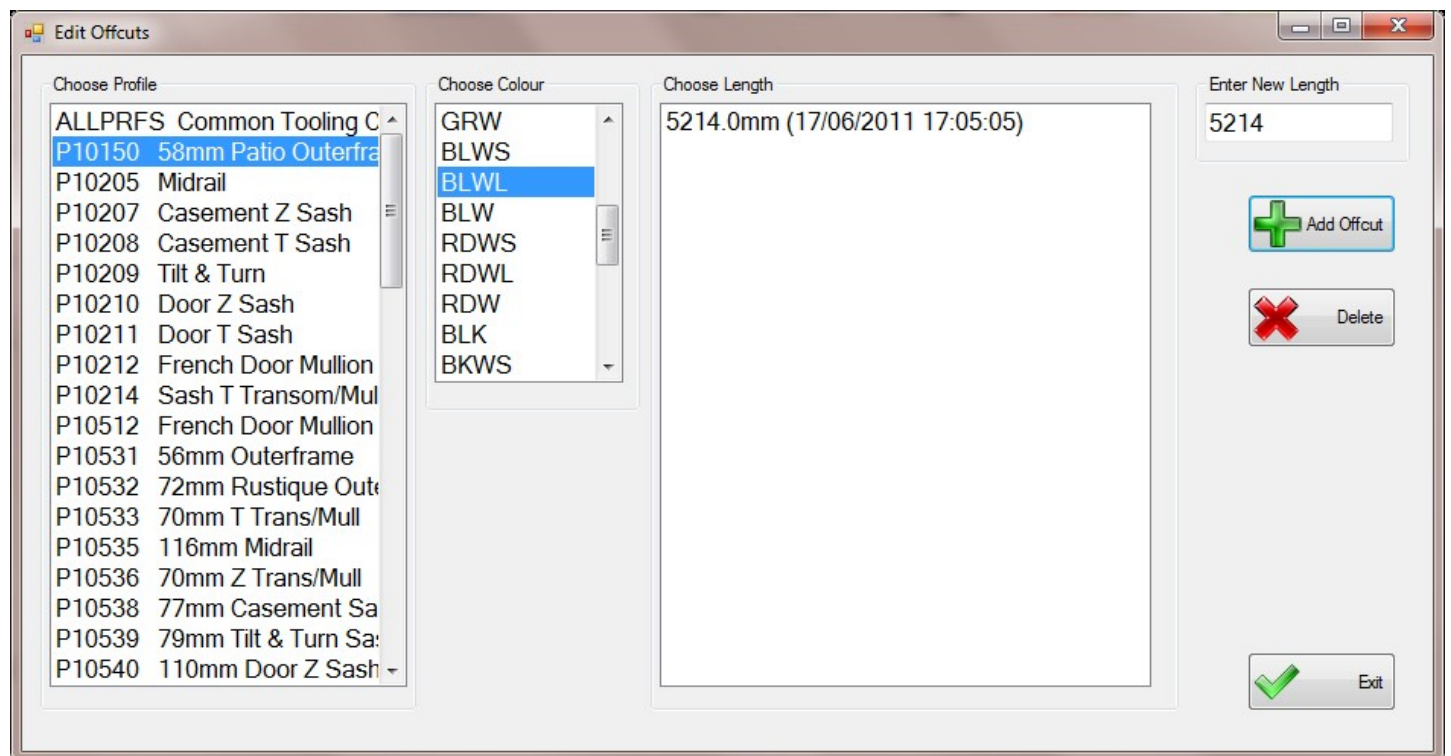 Edit Offcuts
Choose Profile
ALLPRFS Common Tooling C
P10150 58mm Patio Outerfra
P10205 Midrail
P10207 Casement Z Sash
P10208 Casement T Sash
P10209 Tilt & Turn
P10210 Door Z Sash
P10211 Door T Sash
P10212 French Door Mullion
P10214 Sash T Transom/Mul
P10512 French Door Mullion
P10531 56mm Outerframe
P10532 72mm Rustique Oute
P10533 70mm T Trans/Mull
P10535 116mm Midrail
P10536 70mm Z Trans/Mull
P10538 77mm Casement Sa
P10539 79mm Tilt & Turn Sas
P10540 110mm Door Z Sash
Choose Colour
GRW
BLWS
BLWL
BLW
RDWS
RDWL
RDW
BLK
BKWS
Choose Length
5214.0mm (17/06/2011 17:05:05)
Enter New Length
5214
Add Offcut
Delete
Exit